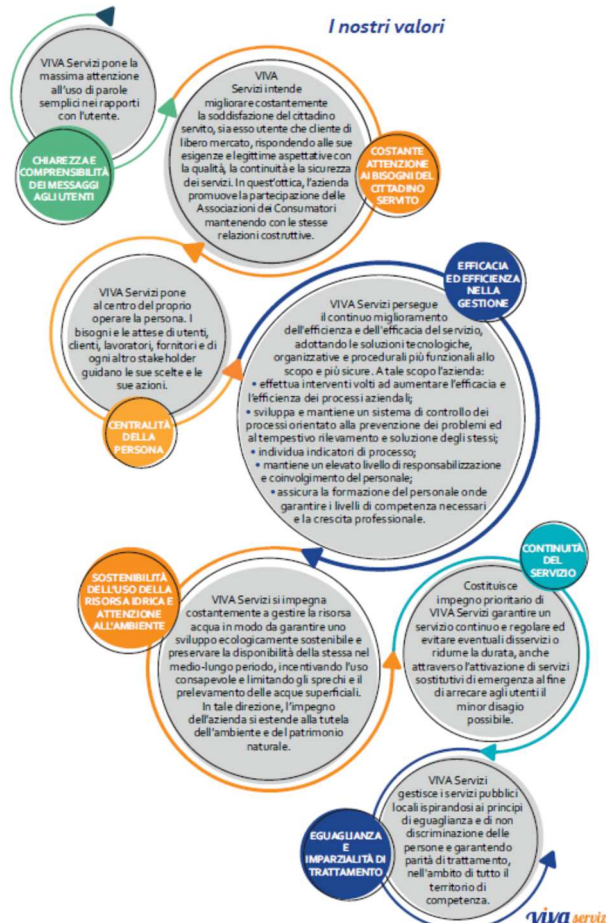 I nostri valori
VIVA Servizi pone la
massima attenzione
all'uso di parole
semplici nei rapporti
con l'utente.
CHIAREZZA E
COMPRENSIBILITÀ
DEI MESSAGGI
AGLI UTENTI
VIVA
Servizi intende
migliorare costantemente
la soddisfazione del cittadino
servito, sia esso utente che cliente di
libero mercato, rispondendo alle sue
esigenze e legittime aspettative con
la qualità, la continuità e la sicurezza
dei servizi. In quest'ottica, l'azienda
promuove la partecipazione delle
Associazioni dei Consumatori
mantenendo con le stesse
relazioni costruttive.
COSTANTE
ATTENZIONE
AI BISOGNI DEL
CITTADINO
SERVITO
VIVA Servizi pone
al centro del proprio
operare la persona. I
bisogni e le attese di utenti,
clienti, lavoratori, fornitori e di
ogni altro stakeholder
guidano le sue scelte e
le sue azioni.
CENTRALITÀ
DELLA
PERSONA
EFFICACIA
ED EFFICIENZA
NELLA
GESTIONE
VIVA Servizi persegue
il continuo miglioramento
dell'efficienza e dell'efficacia del servizio,
adottando le soluzioni tecnologiche,
organizzative e procedurali più funzionali allo
scopo e più sicure. A tale scopo l'azienda:
• effettua interventi volti ad aumentare l'efficacia e
l'efficienza dei processi aziendali;
• sviluppa e mantiene un sistema di controllo dei
processi orientato alla prevenzione dei problemi ed
al tempestivo rilevamento e soluzione degli stessi;
• individua indicatori di processo;
• mantiene un elevato livello di responsabilizzazione
e coinvolgimento del personale;
• assicura la formazione del personale onde
garantire i livelli di competenza necessari
e la crescita professionale.
SOSTENIBILITÀ
DELL'USO DELLA
RISORSA IDRICA E
ATTENZIONE
ALL'AMBIENTE
VIVA Servizi si impegna
costantemente a gestire la risorsa
acqua in modo da garantire uno
sviluppo ecologicamente sostenibile e
preservare la disponibilità della stessa nel
medio-lungo periodo, incentivando l'uso
consapevole e limitando gli sprechi e il
prelevamento delle acque superficiali.
In tale direzione, l'impegno
dell'azienda si estende alla tutela
dell'ambiente e del patrimonio
naturale.
CONTINUITÀ
DEL
SERVIZIO
Costituisce
impegno prioritario di
VIVA Servizi garantire un
servizio continuo e regolare ed
evitare eventuali disservizi o
ridurne la durata, anche
attraverso l'attivazione di servizi
sostitutivi di emergenza al fine
di arrecare agli utenti il
minor disagio
possibile.
EGUAGLIANZA
E
IMPARZIALITÀ DI
TRATTAMENTO
VIVA Servizi
gestisce i servizi pubblici
locali ispirandosi ai principi
di eguaglianza e di non
discriminazione delle
persone e garantendo
parità di trattamento,
nell'ambito di tutto il
territorio di
competenza.
viva servizi